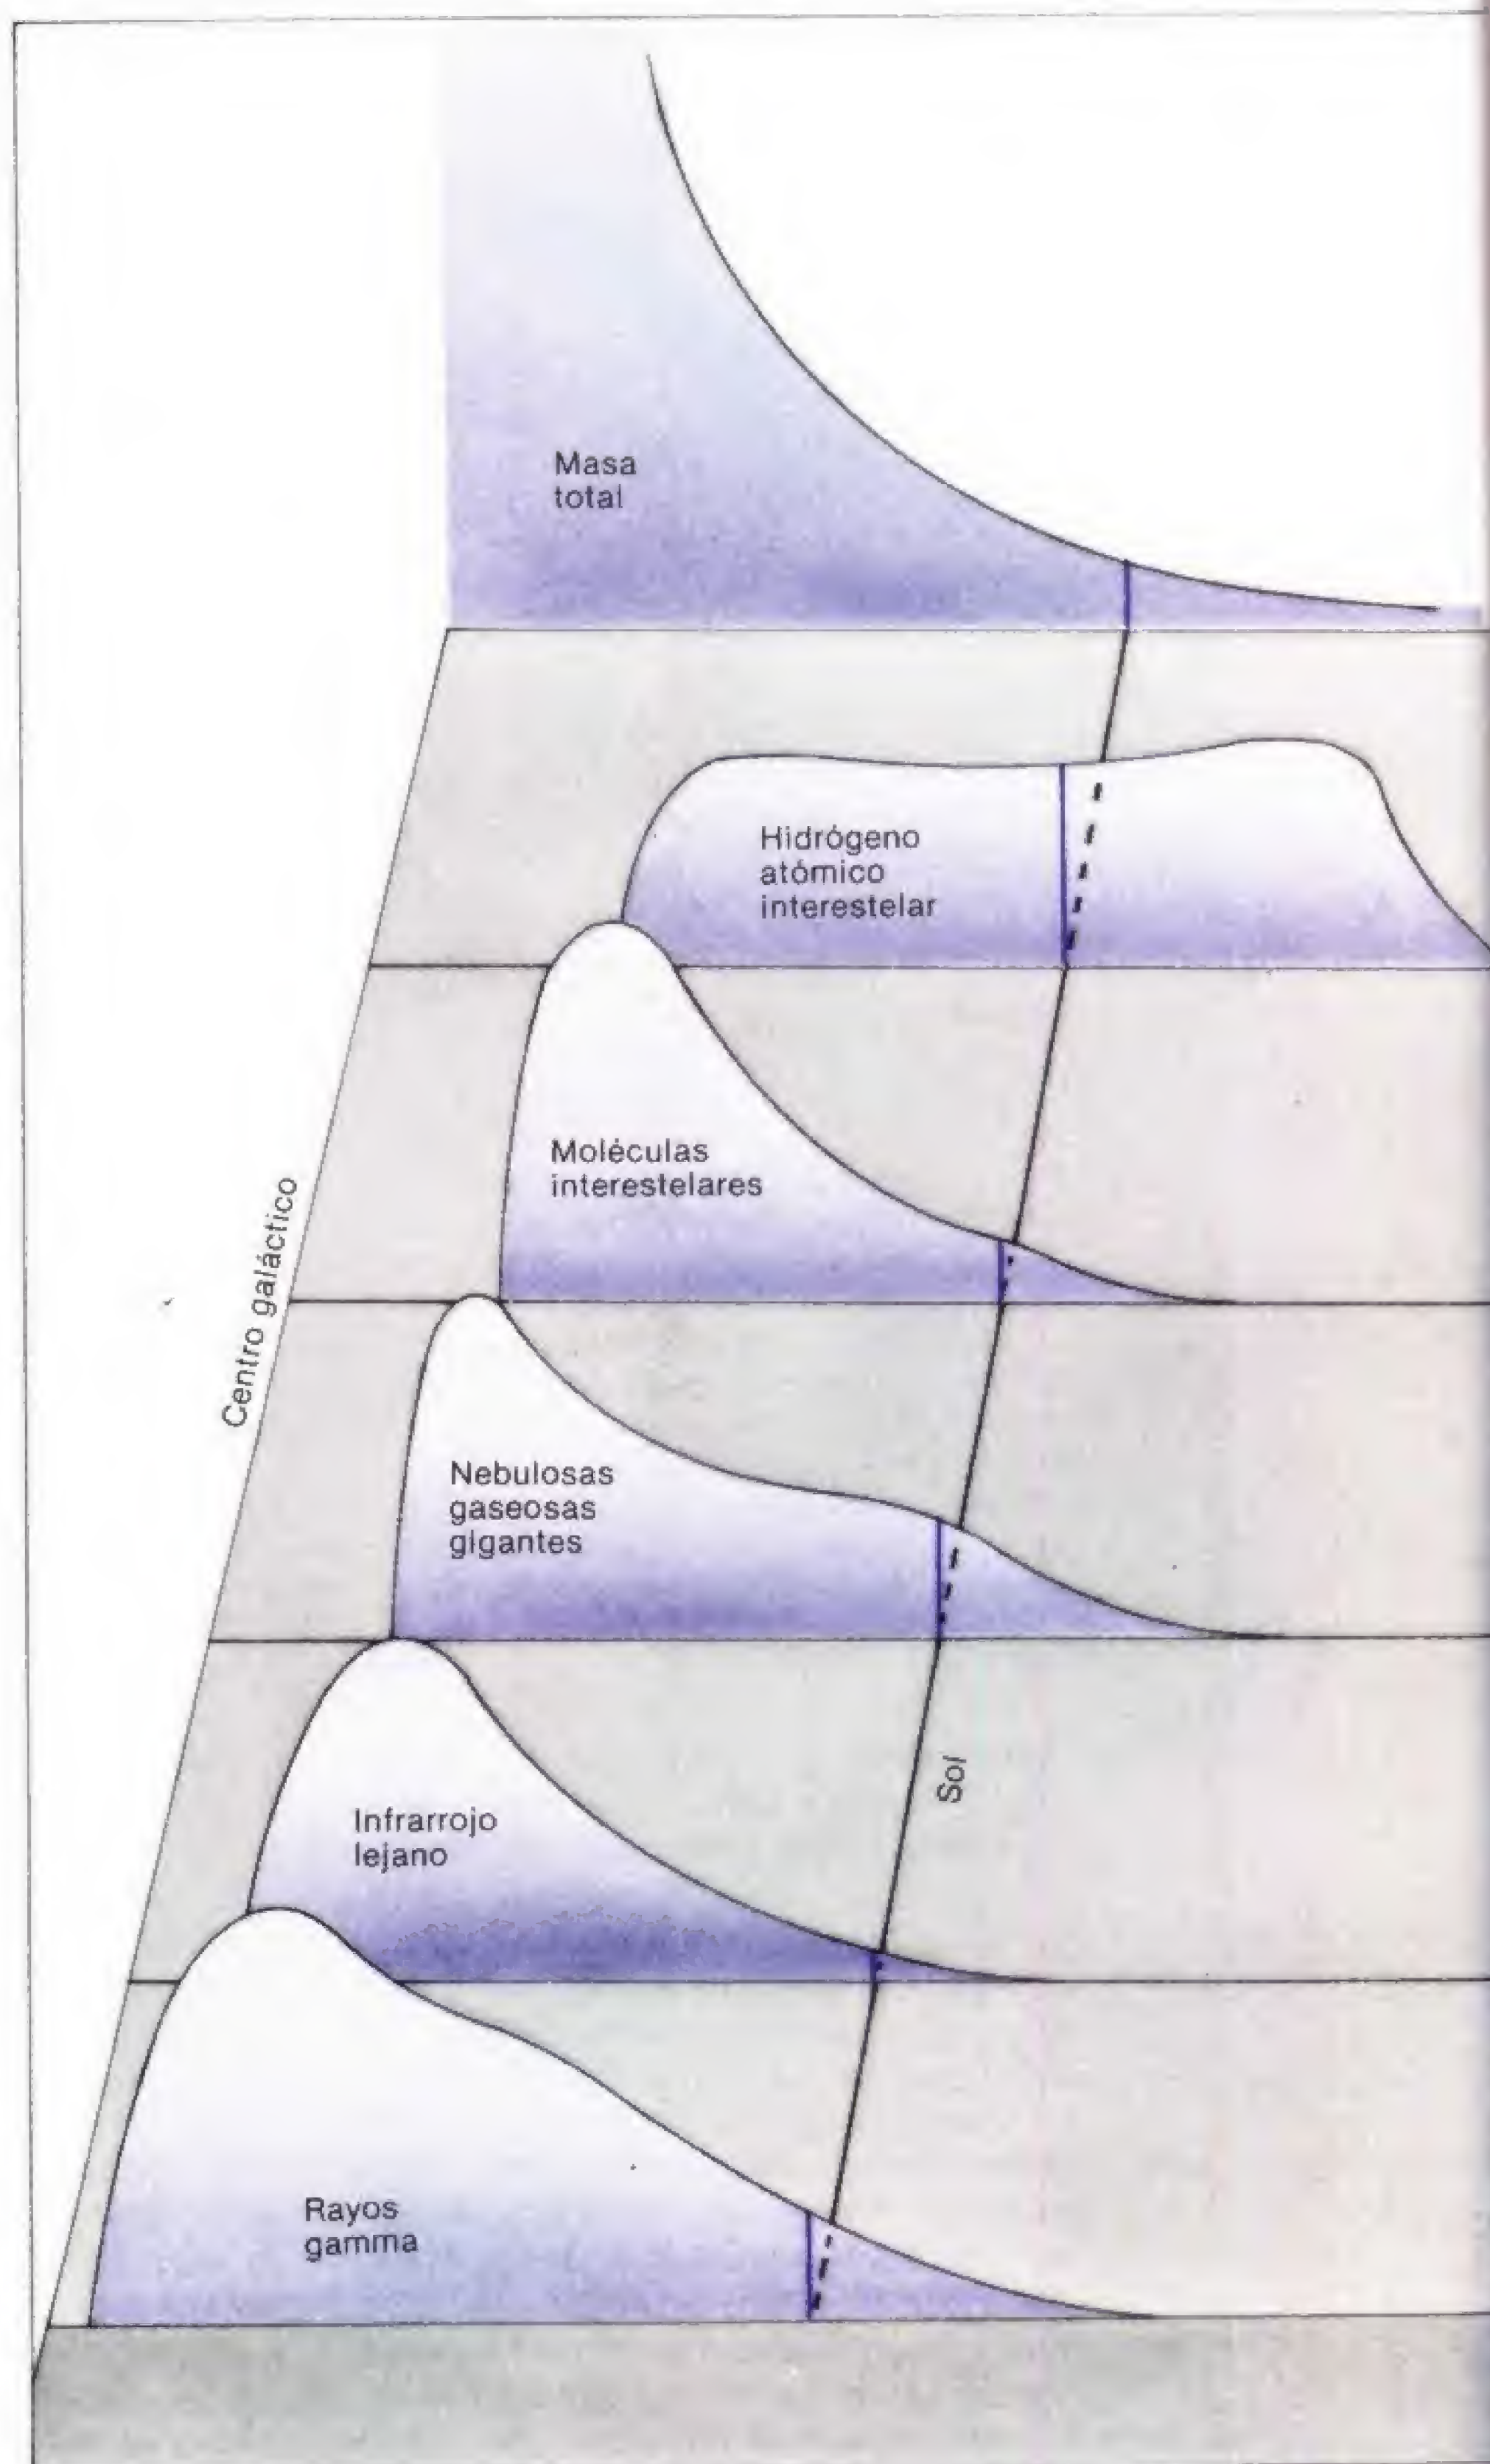 Masa
total
Hidrógeno
atómico
interestelar
Moléculas
interestelares
Centro galáctico
Nebulosas
gaseosas
gigantes
Sol
Infrarrojo
lejano
Rayos
gamma